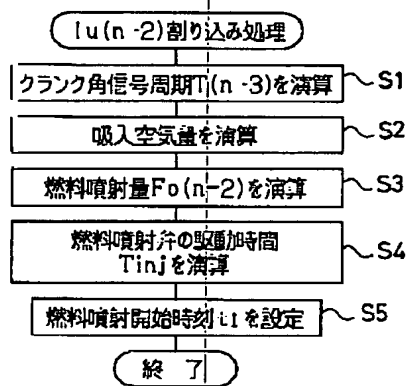 Iu(n-2)割り込み処理
クランク角信号周期T(n-3)を演算
S1
吸入空気量を演算
S2
燃料噴射量Fo(n-2)を演算
S3
燃料噴射弁の駆動時間
Tinjを演算
S4
燃料噴射開始時刻t1を設定
S5
終了